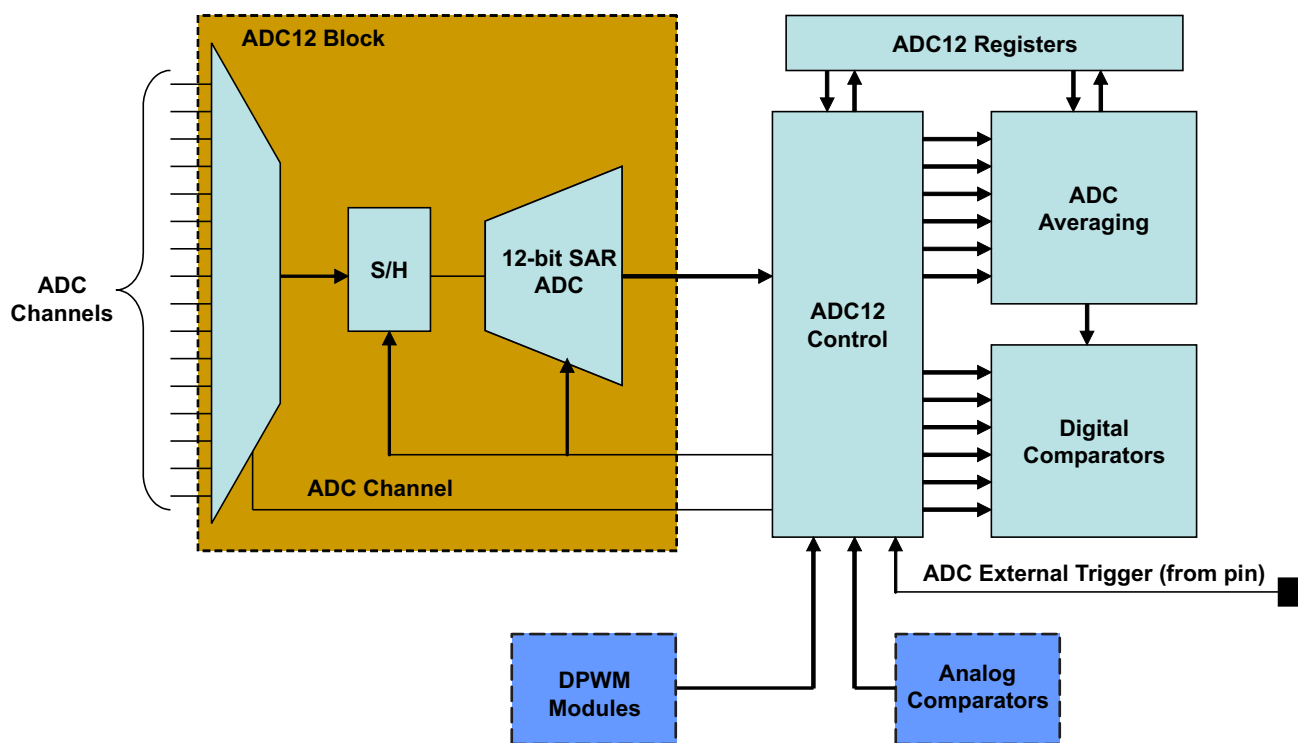 ADC12 Block
ADC12 Registers
ADC
Channels
S/H
12-bit SAR
ADC
ADC12
Control
ADC
Averaging
Digital
Comparators
ADC Channel
ADC External Trigger (from pin)
DPWM
Modules
Analog
Comparators